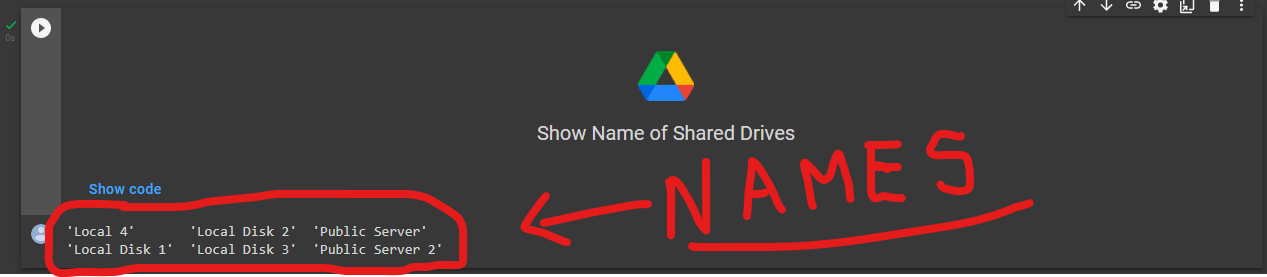 0s
Show Name of Shared Drives
NAMES
Show code
'Local 4' 'Local Disk 2' 'Public Server'
'Local Disk 1' 'Local Disk 3' 'Public Server 2'